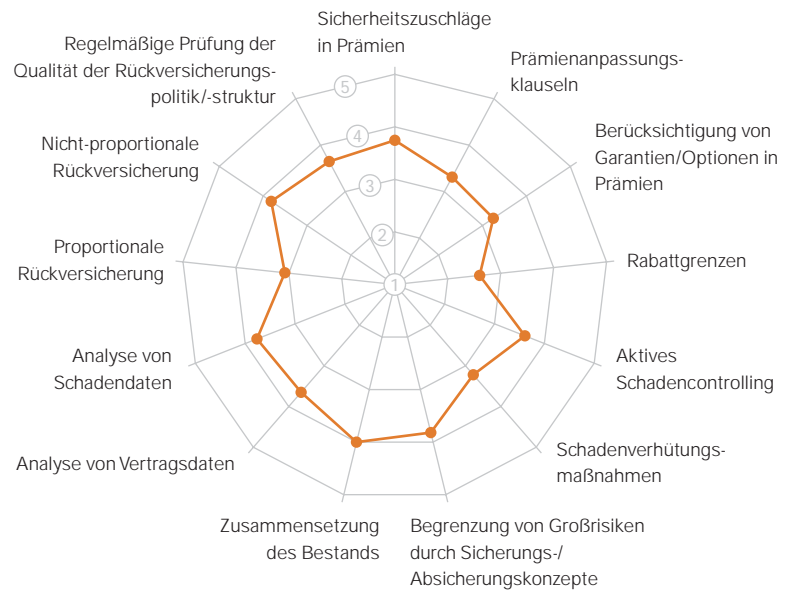 Sicherheitszuschläge
in Prämien
Prämienanpassungs-
klauseln
Berücksichtigung von
Garantien/Optionen in
Prämien
Rabattgrenzen
Aktives
Schadencontrolling
Schadenverhütungs-
maßnahmen
Begrenzung von Großrisiken
durch Sicherungs-/
Absicherungskonzepte
Zusammensetzung
des Bestands
Analyse von Vertragsdaten
Analyse von
Schadendaten
Proportionale
Rückversicherung
Nicht-proportionale
Rückversicherung
Regelmäßige Prüfung der
Qualität der Rückversicherungs-
politik/-struktur
5
4
3
2
1